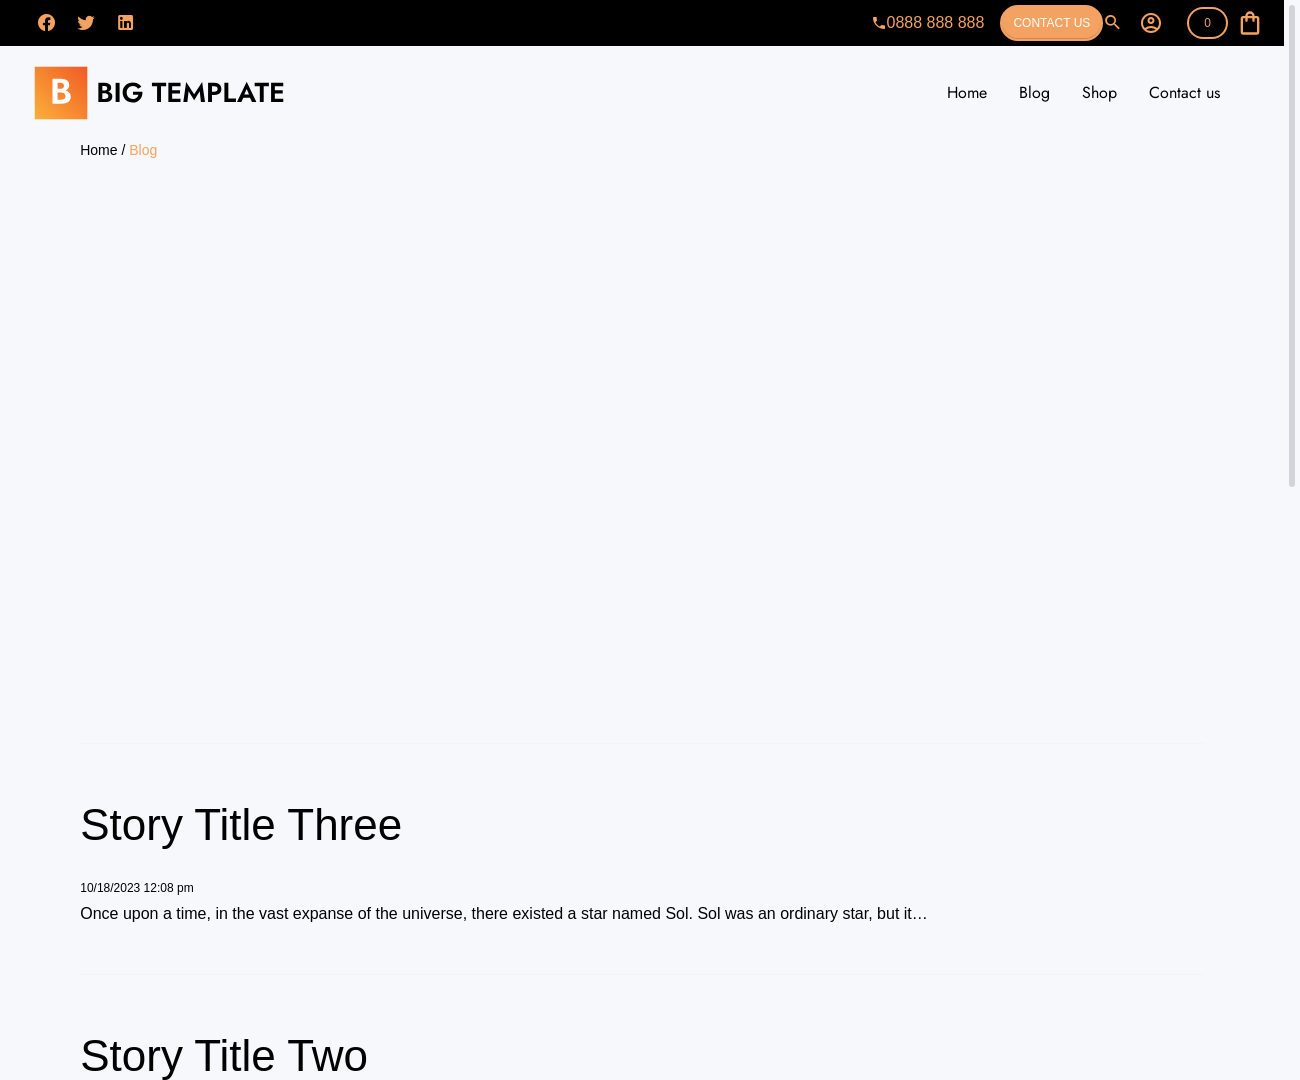 0888 888 888
CONTACT US
0
B BIG TEMPLATE
Home
Blog
Shop
Contact us
Home / Blog
Story Title Three
10/18/2023 12:08 pm
Once upon a time, in the vast expanse of the universe, there existed a star named Sol. Sol was an ordinary star, but it…
Story Title Two